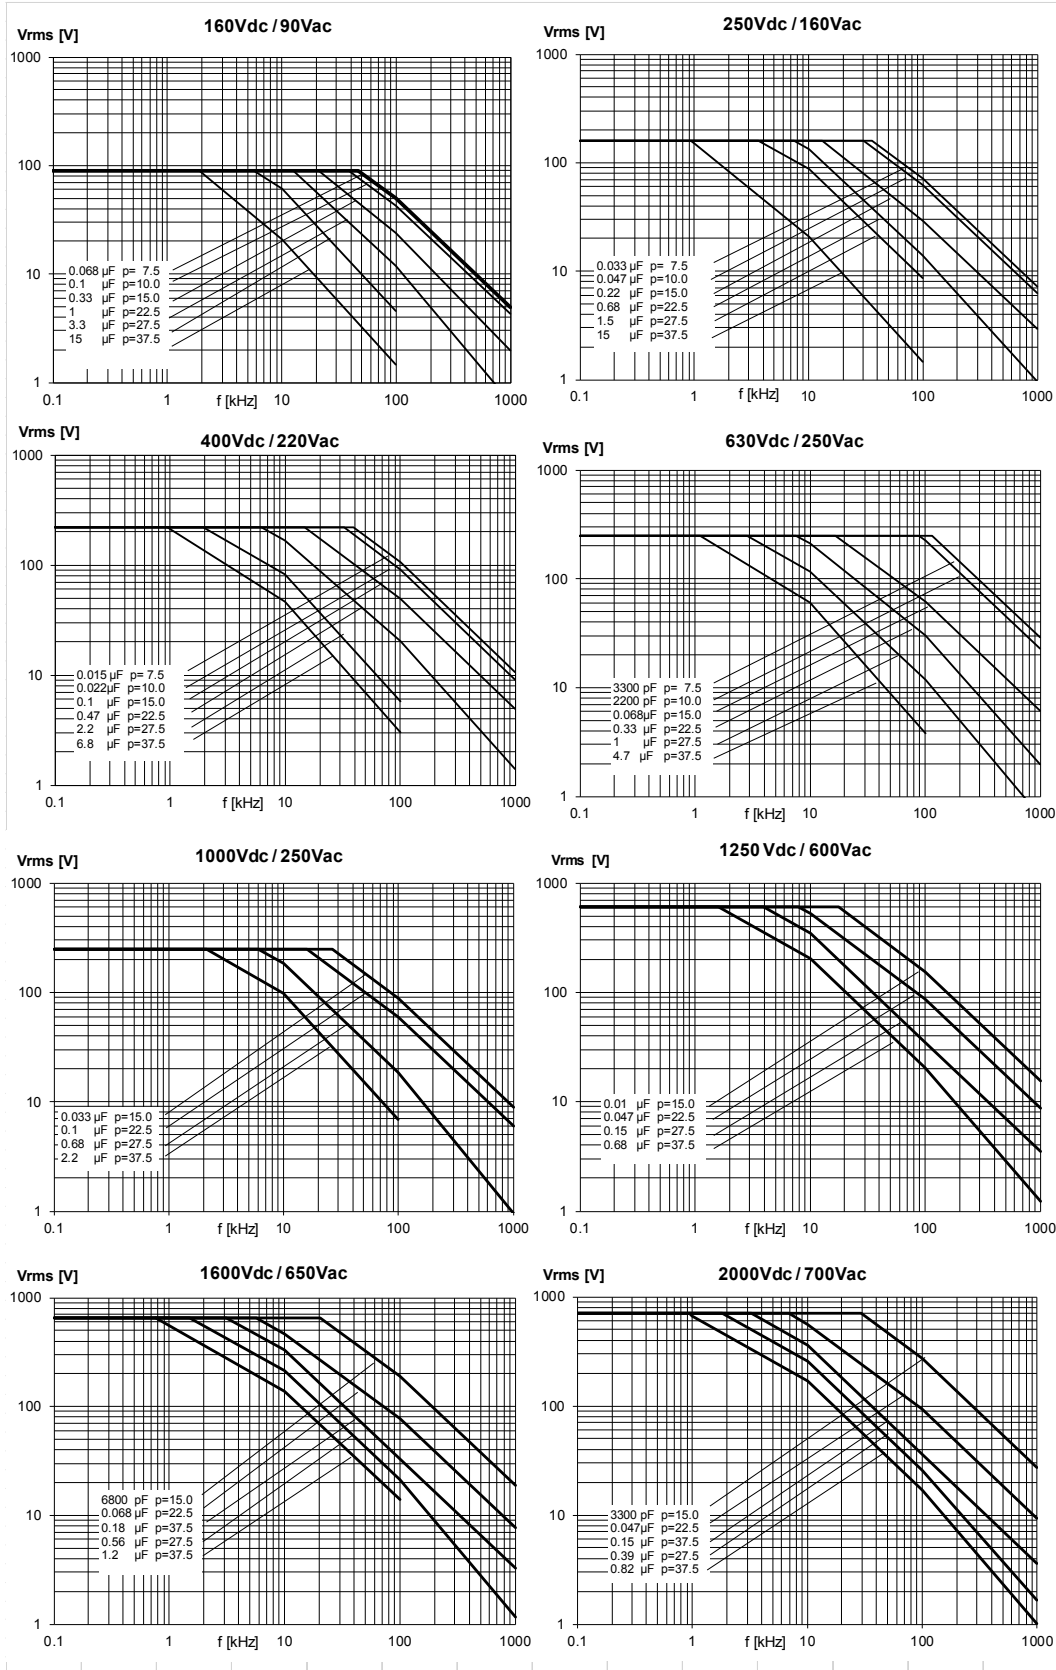 160Vdc / 90Vac
Vrms [V]
1000
100
10
1
0.068 µF p= 7.5
0.1 µF p=10.0
0.33 µF p=15.0
1 µF p=22.5
3.3 µF p=27.5
15 µF p=37.5
0.1
1
10
100
1000
f [kHz]
250Vdc / 160Vac
Vrms [V]
1000
100
10
1
0.033 µF p= 7.5
0.047 µF p=10.0
0.22 µF p=15.0
0.68 µF p=22.5
1.5 µF p=27.5
15 µF p=37.5
0.1
1
10
100
1000
f [kHz]
400Vdc / 220Vac
Vrms [V]
1000
100
10
1
0.015 µF p= 7.5
0.022µF p=10.0
0.1 µF p=15.0
0.47 µF p=22.5
2.2 µF p=27.5
6.8 µF p=37.5
0.1
1
10
100
1000
f [kHz]
630Vdc / 250Vac
Vrms [V]
1000
100
10
1
3300 pF p= 7.5
2200 pF p=10.0
0.068µF p=15.0
0.33 µF p=22.5
1 µF p=27.5
4.7 µF p=37.5
0.1
1
10
100
1000
f [kHz]
1000Vdc / 250Vac
Vrms [V]
1000
100
10
1
0.033 µF p=15.0
0.1 µF p=22.5
0.68 µF p=27.5
2.2 µF p=37.5
0.1
1
10
100
1000
f [kHz]
1250 Vdc / 600Vac
Vrms [V]
1000
100
10
1
0.01 µF p=15.0
0.047 µF p=22.5
0.15 µF p=27.5
0.68 µF p=37.5
0.1
1
10
100
1000
f [kHz]
1600Vdc / 650Vac
Vrms [V]
1000
100
10
1
6800 pF p=15.0
0.068 µF p=22.5
0.18 µF p=37.5
0.56 µF p=27.5
1.2 µF p=37.5
0.1
1
10
100
1000
f [kHz]
2000Vdc / 700Vac
Vrms [V]
1000
100
10
1
3300 pF p=15.0
0.047µF p=22.5
0.15 µF p=37.5
0.39 µF p=27.5
0.82 µF p=37.5
0.1
1
10
100
1000
f [kHz]